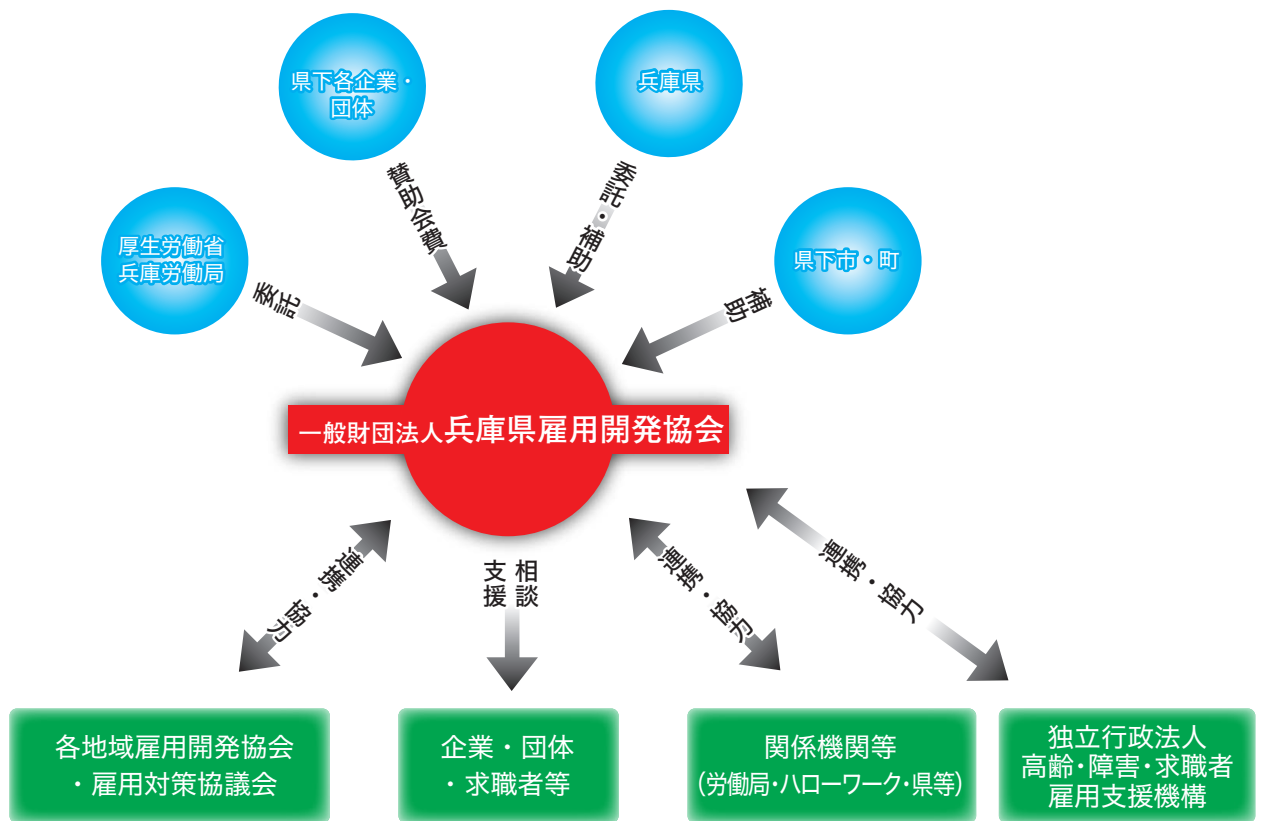 県下各企業・
団体
兵庫県
厚生労働省
兵庫労働局
県下市・町
賛助会費
委託・補助
委託
補助
一般財団法人兵庫県雇用開発協会
連携・協力
相談
支援
連携・協力
連携・協力
各地域雇用開発協会
・雇用対策協議会
企業・団体
・求職者等
関係機関等
(労働局・ハローワーク・県等)
独立行政法人
高齢・障害・求職者
雇用支援機構